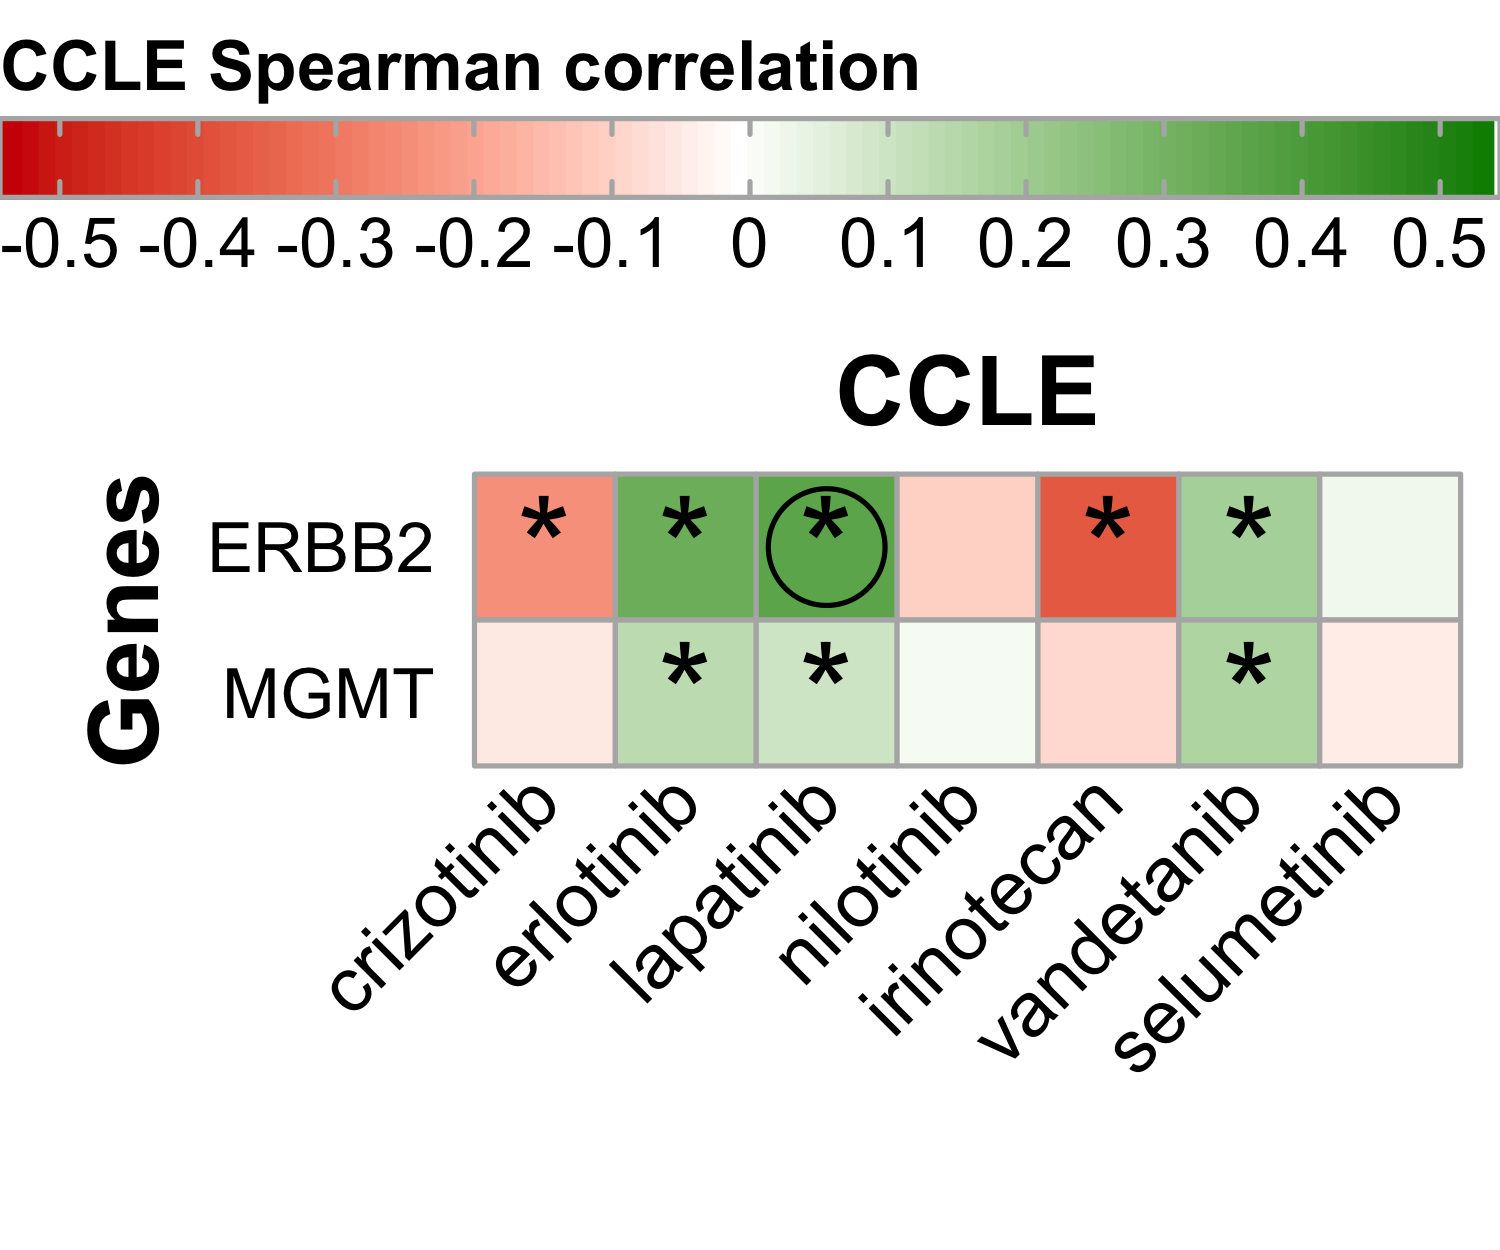 CCLE Spearman correlation
-0.5 -0.4 -0.3 -0.2 -0.1 0 0.1 0.2 0.3 0.4 0.5
CCLE
Genes
ERBB2 * * * * *
MGMT * * *
crizotinib erlotinib lapatinib nilotinib irinotecan vandetanib selumetinib